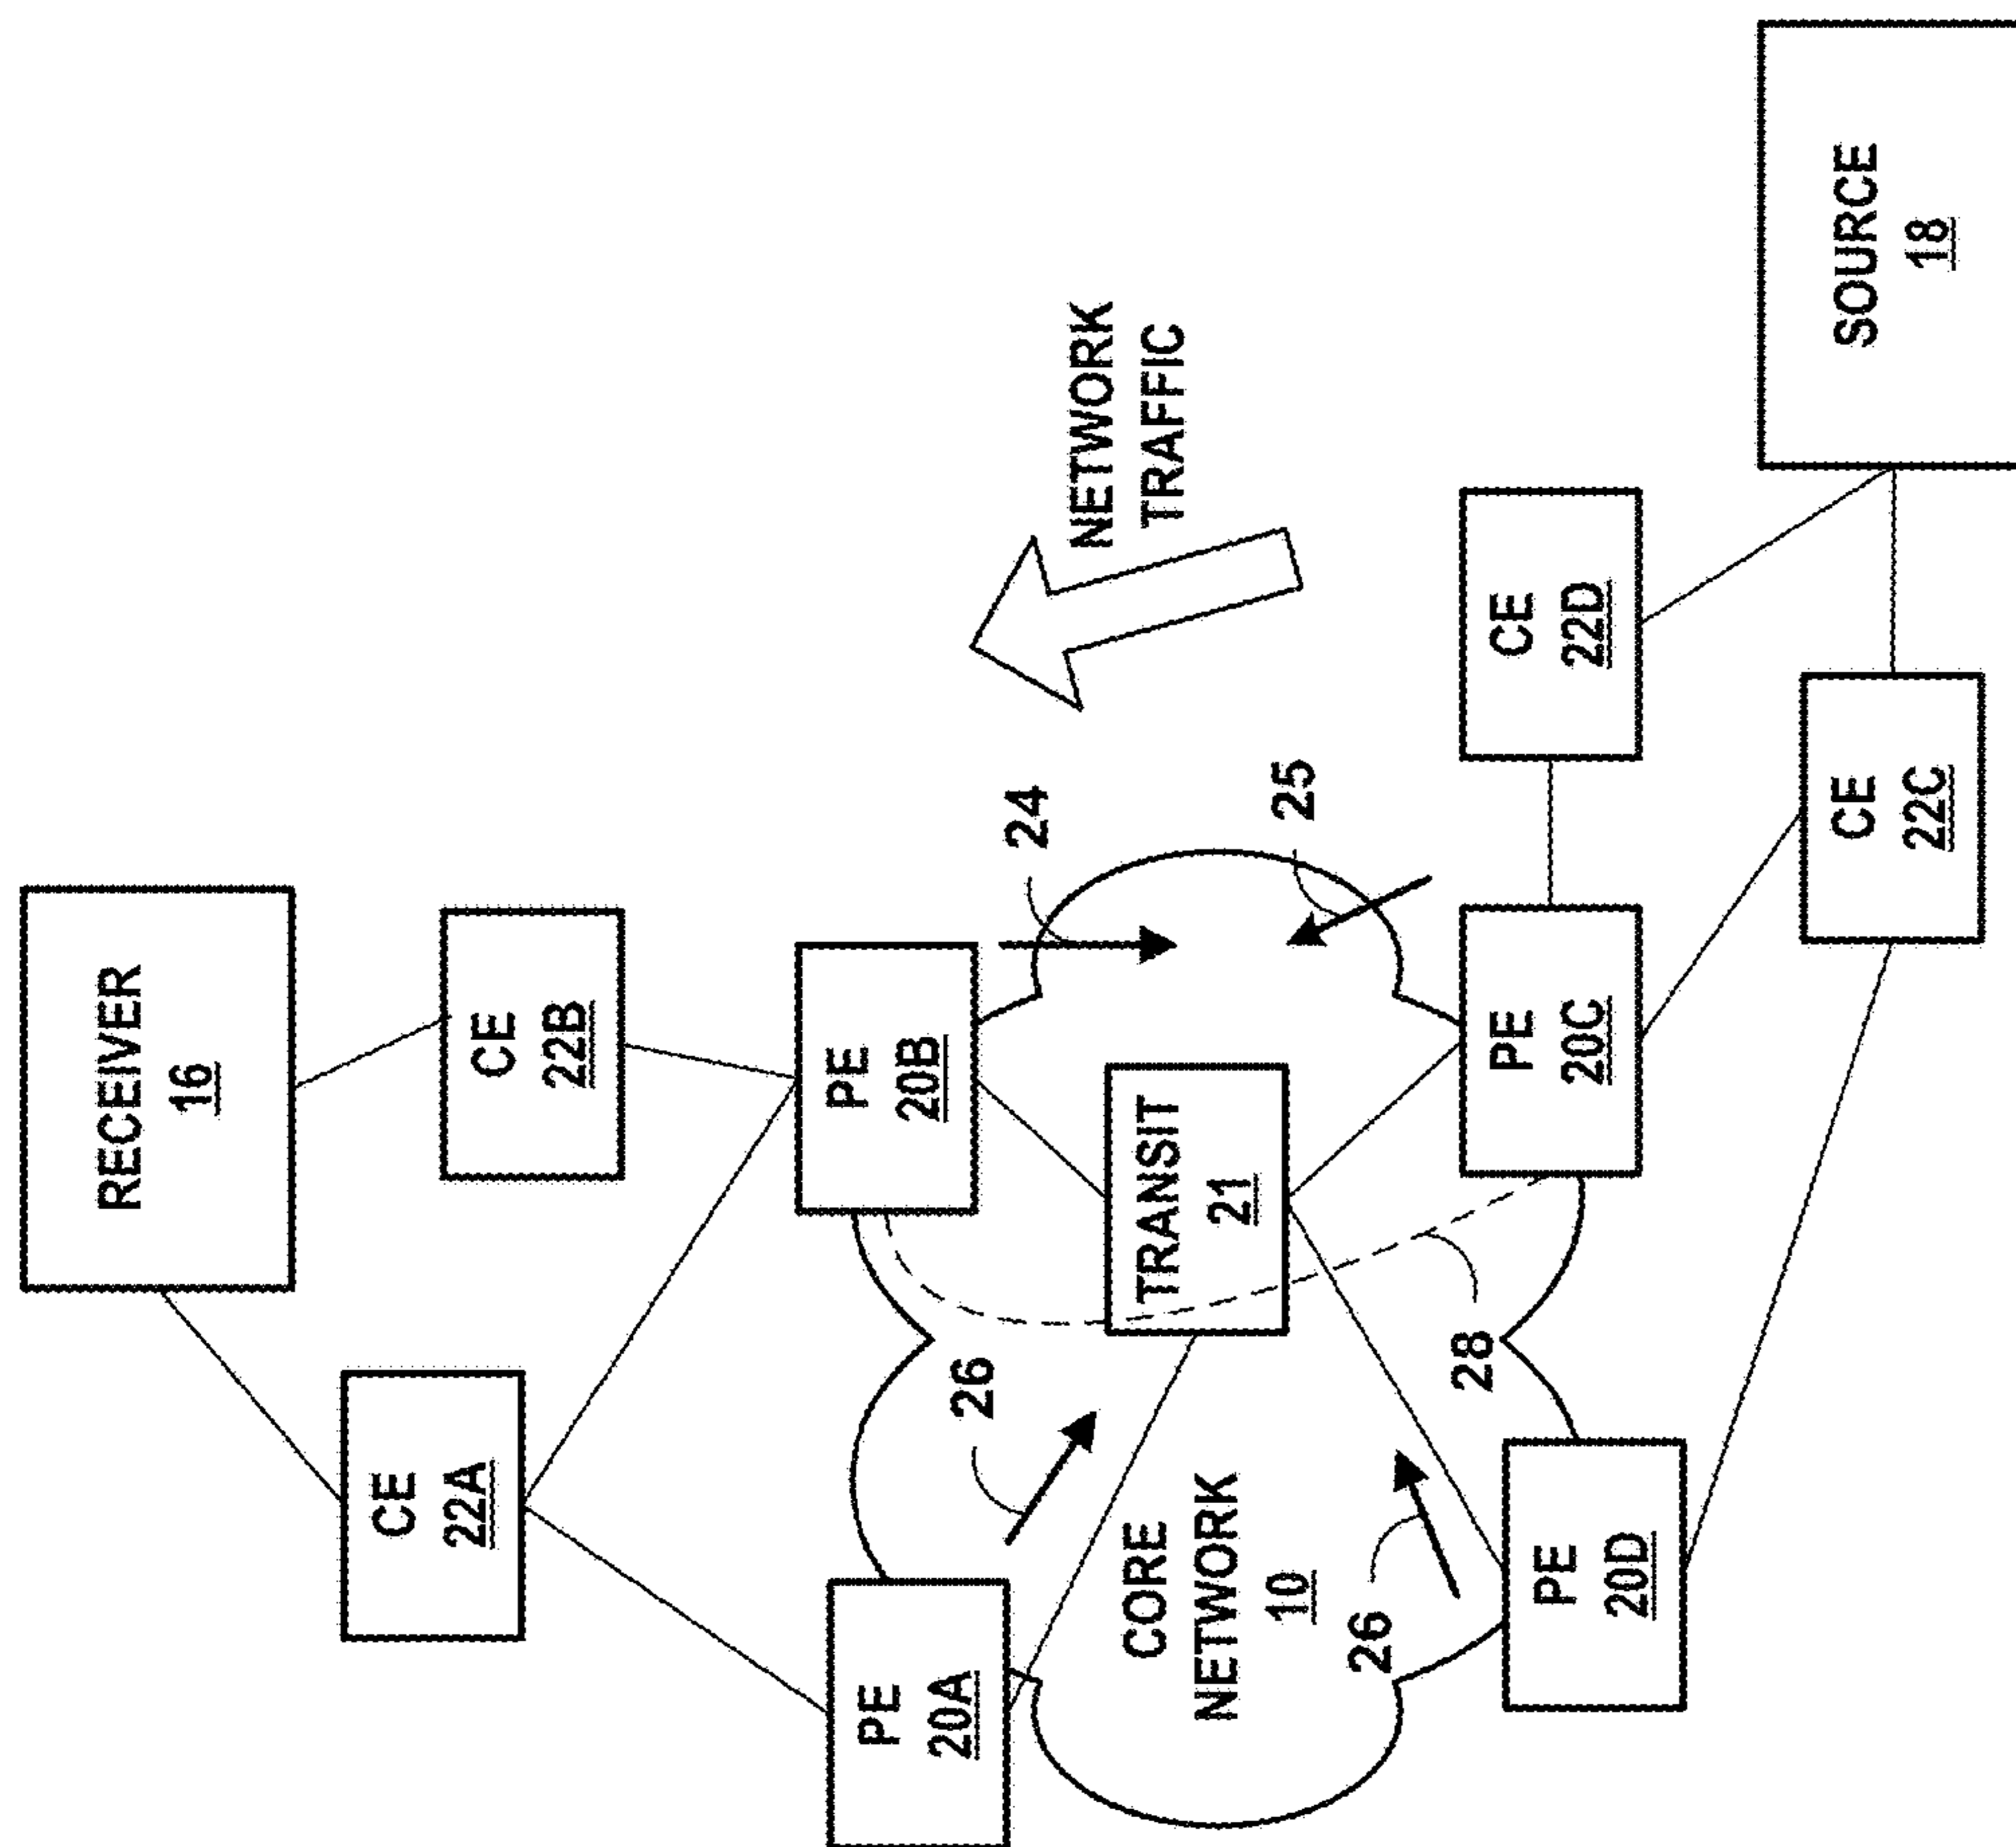 RECEIVER
16
CE
22A
CE
22B
PE
20A
PE
20B
26
24
NETWORK
TRAFFIC
TRANSIT
21
CORE
NETWORK
10
25
26
28
PE
20D
PE
20C
CE
22D
CE
22C
SOURCE
18